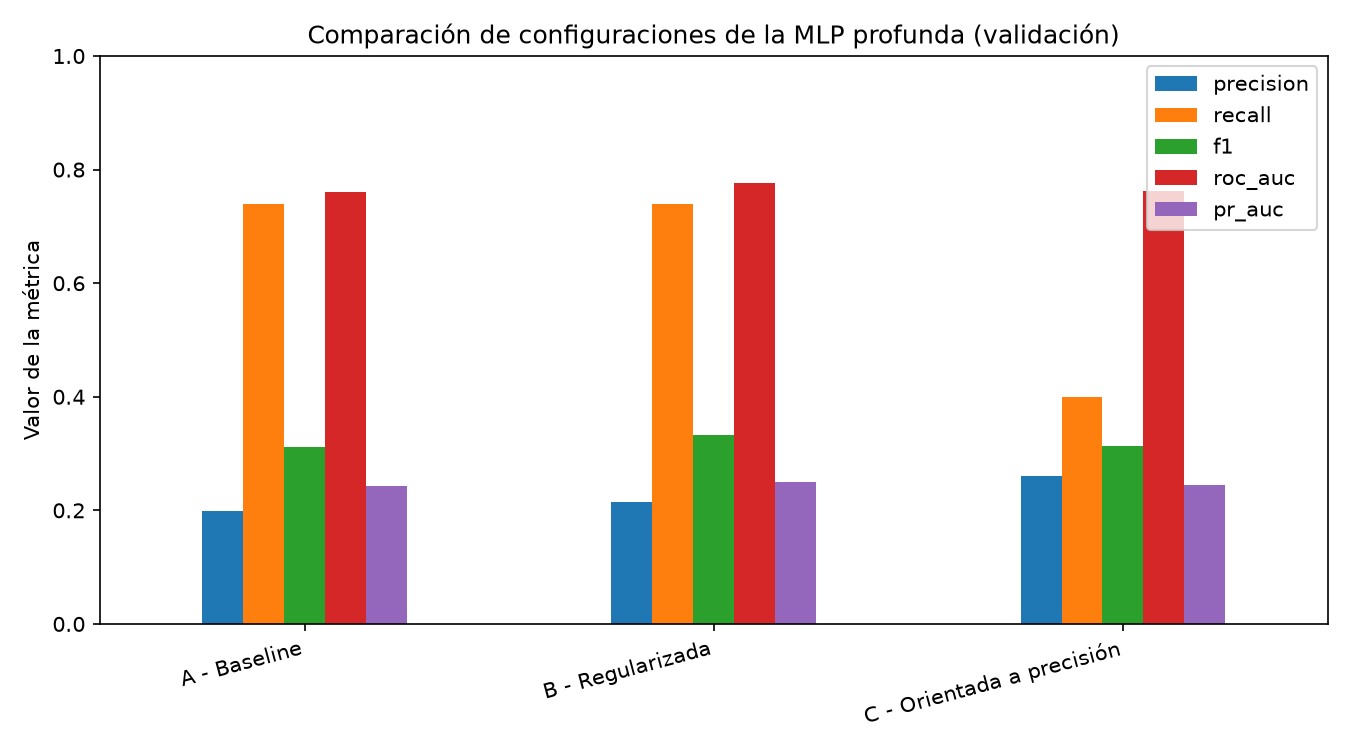 Comparación de configuraciones de la MLP profunda (validación)
Valor de la métrica
1.0
0.8
0.6
0.4
0.2
0.0
precision
recall
f1
roc_auc
pr_auc
A - Baseline
B - Regularizada
C - Orientada a precisión